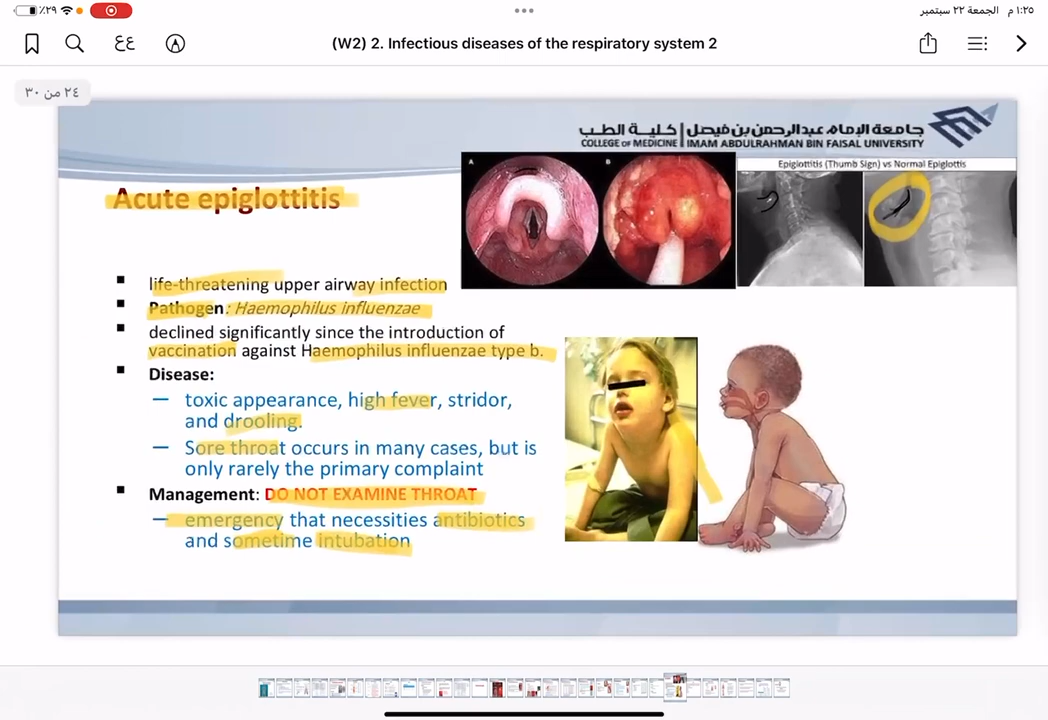 ٪٢٩
١:٢٥ م الجمعة ٢٢ سبتمبر
(W2) 2. Infectious diseases of the respiratory system 2
عع
٢٤ من ٣٠
كلية الطب | جامعة الإمام عبدالرحمن بن فيصل
COLLEGE OF MEDICINE | IMAM ABDULRAHMAN BIN FAISAL UNIVERSITY
Epiglottitis (Thumb Sign) vs Normal Epiglottis
A
B
Acute epiglottitis
life-threatening upper airway infection
Pathogen: Haemophilus influenzae
declined significantly since the introduction of
vaccination against Haemophilus influenzae type b.
Disease:
— toxic appearance, high fever, stridor,
and drooling.
— Sore throat occurs in many cases, but is
only rarely the primary complaint
Management: DO NOT EXAMINE THROAT
— emergency that necessities antibiotics
and sometime intubation